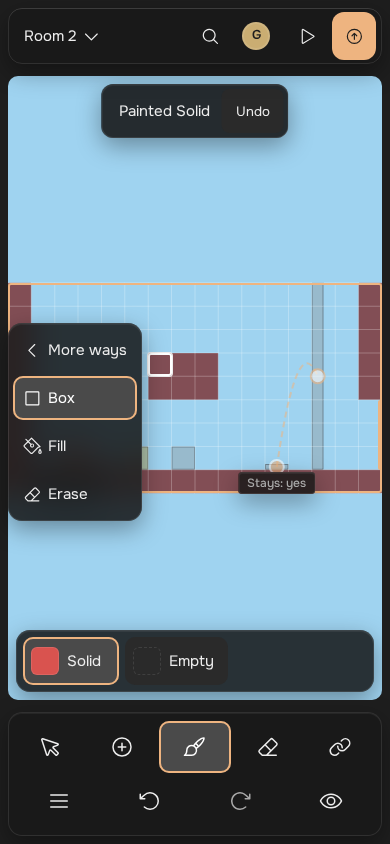 Room 2
G
Painted Solid Undo
More ways
Box
Fill
Erase
Stays: yes
Solid Empty